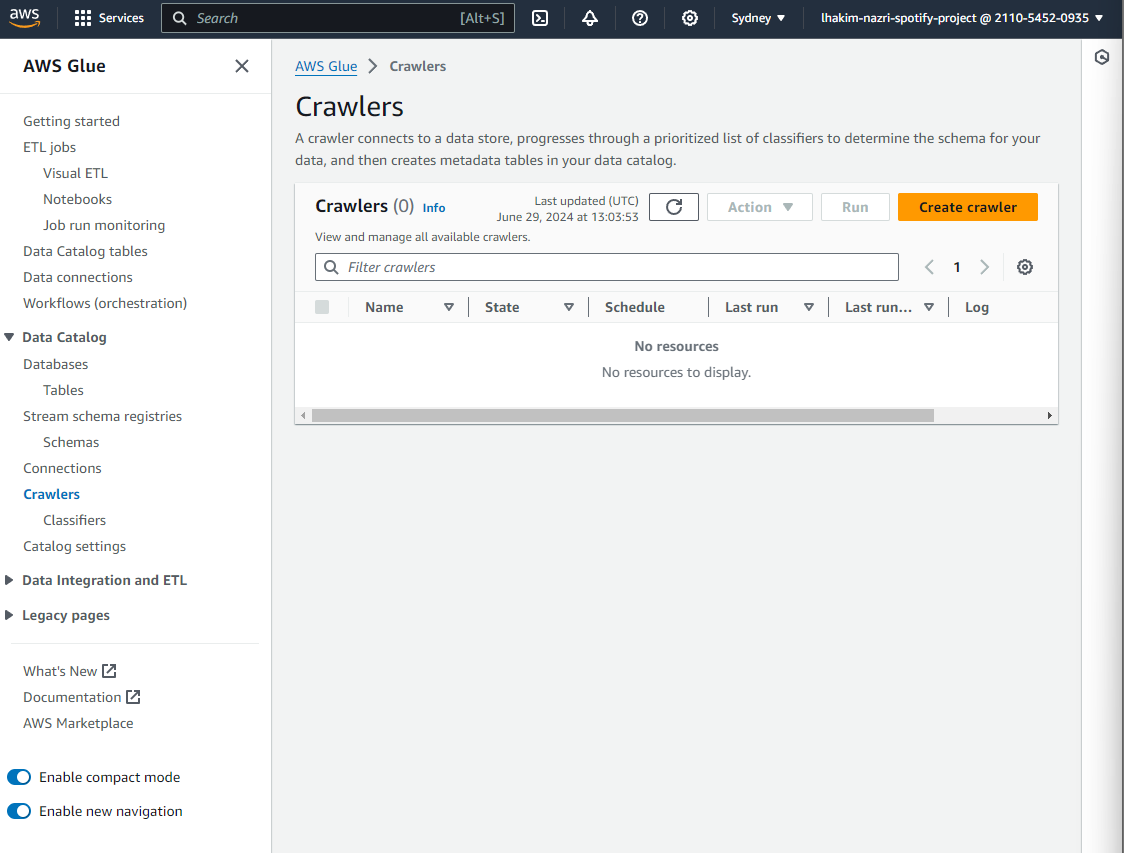 aws
Services
Search [Alt+S]
Sydney
lhakim-nazri-spotify-project @ 2110-5452-0935
AWS Glue
Getting started
ETL jobs
Visual ETL
Notebooks
Job run monitoring
Data Catalog tables
Data connections
Workflows (orchestration)
Data Catalog
Databases
Tables
Stream schema registries
Schemas
Connections
Crawlers
Classifiers
Catalog settings
Data Integration and ETL
Legacy pages
What's New
Documentation
AWS Marketplace
Enable compact mode
Enable new navigation
AWS Glue Crawlers
Crawlers
A crawler connects to a data store, progresses through a prioritized list of classifiers to determine the schema for your
data, and then creates metadata tables in your data catalog.
Crawlers (0) Info
Last updated (UTC)
June 29, 2024 at 13:03:53
Action
Run
Create crawler
View and manage all available crawlers.
Filter crawlers
1
Name State Schedule Last run Last run... Log
No resources
No resources to display.